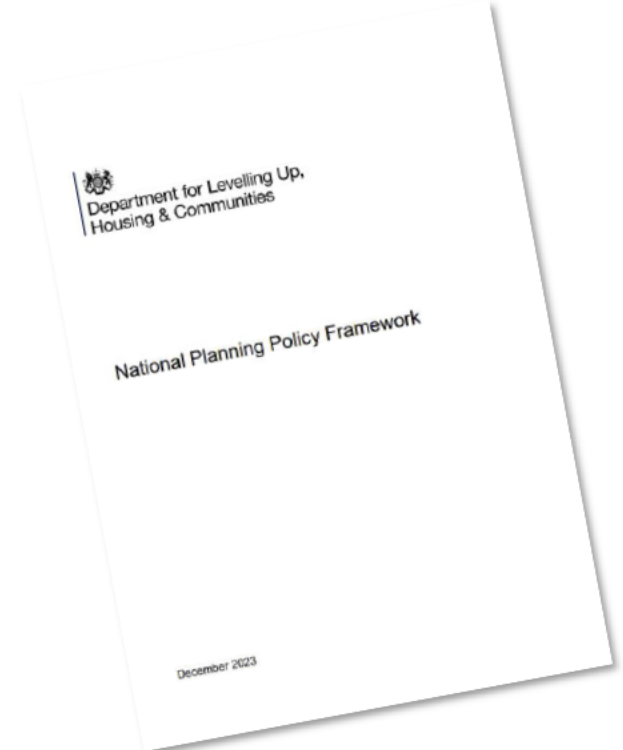 Department for Levelling Up,
Housing & Communities
National Planning Policy Framework
December 2023